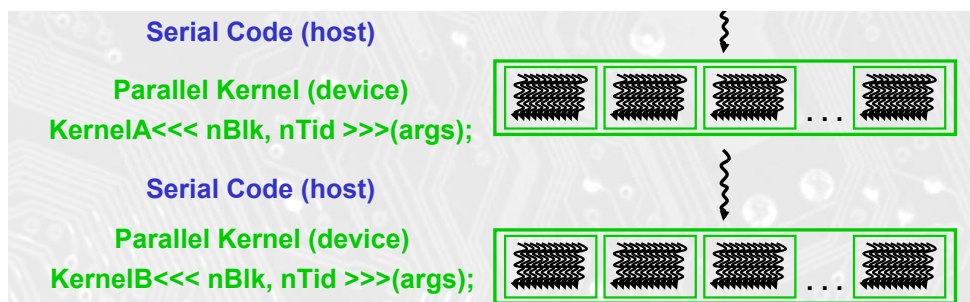 Serial Code (host)
Parallel Kernel (device)
KernelA<<< nBlk, nTid >>>(args);
. . .
Serial Code (host)
Parallel Kernel (device)
KernelB<<< nBlk, nTid >>>(args);
. . .